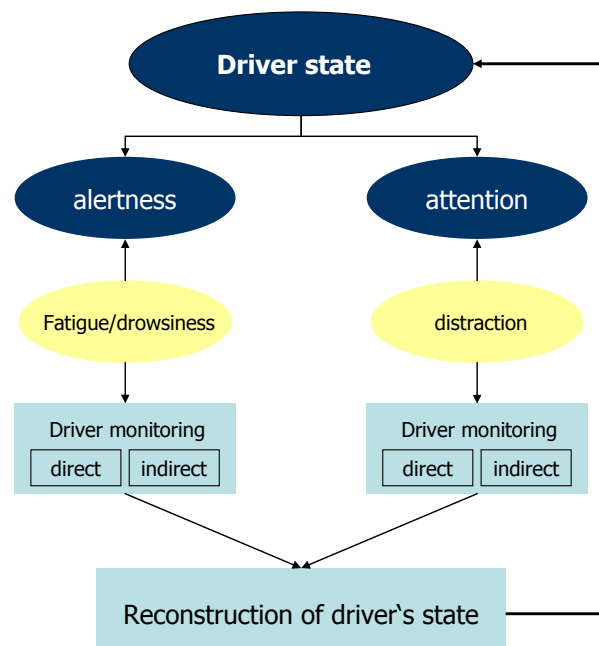 Driver state
alertness
attention
Fatigue/drowsiness
distraction
Driver monitoring
direct
indirect
Driver monitoring
direct
indirect
Reconstruction of driver‘s state